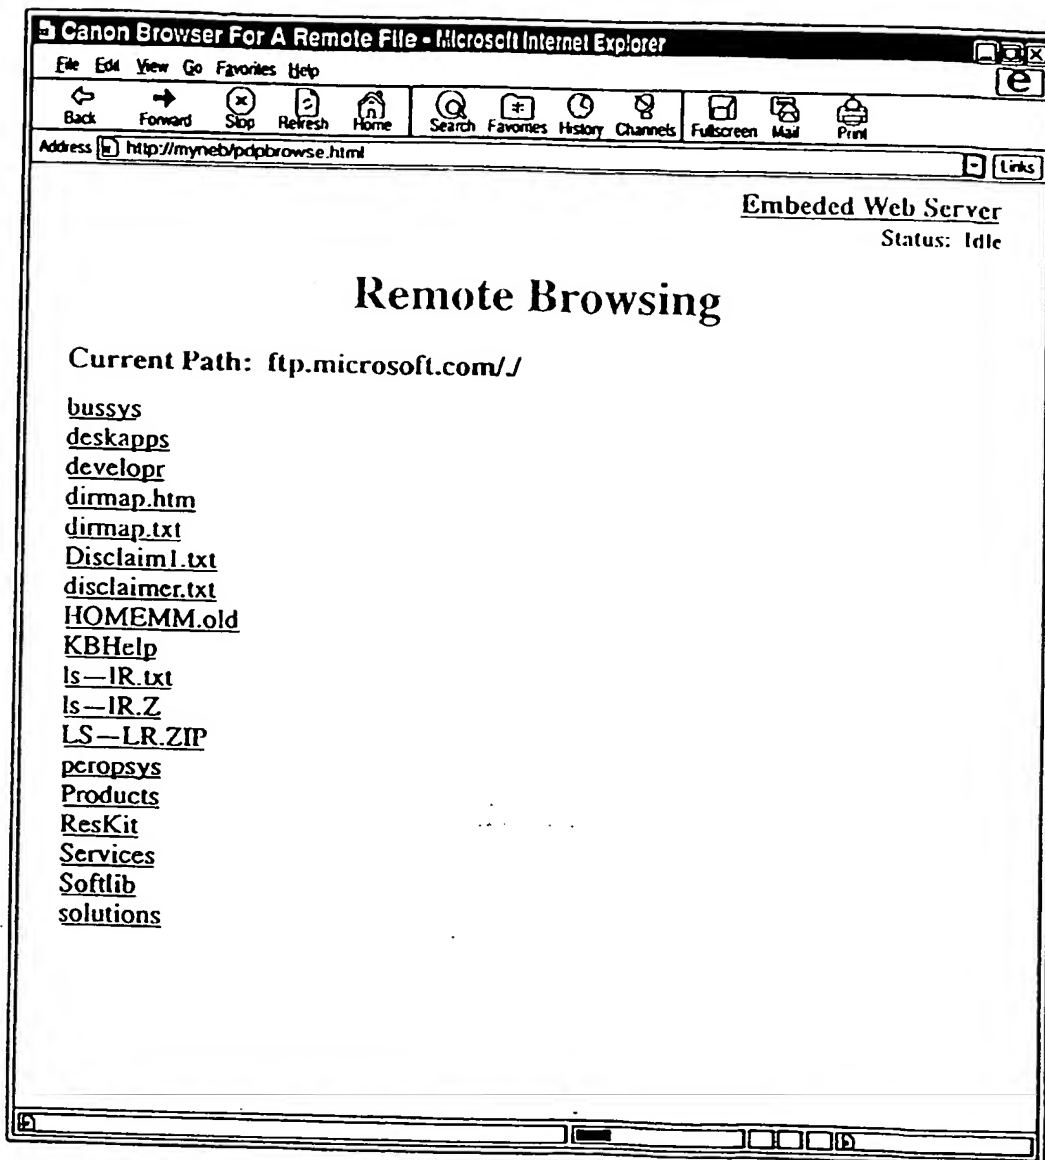 Canon Browser For A Remote File - Microsoft Internet Explorer
File Edit View Go Favorites Help
Back Forward Stop Refresh Home Search Favorites History Channels Fullscreen Mail Print
Address http://myneb/pdpbrowse.html Links
Embeded Web Server
Status: Idle
Remote Browsing
Current Path: ftp.microsoft.com/./
bussys
deskapps
developr
dirmap.htm
dirmap.txt
Disclaim1.txt
disclaimer.txt
HOMEMM.old
KBHelp
ls—lR.txt
ls—lR.Z
LS—LR.ZIP
peropsys
Products
ResKit
Services
Softlib
solutions